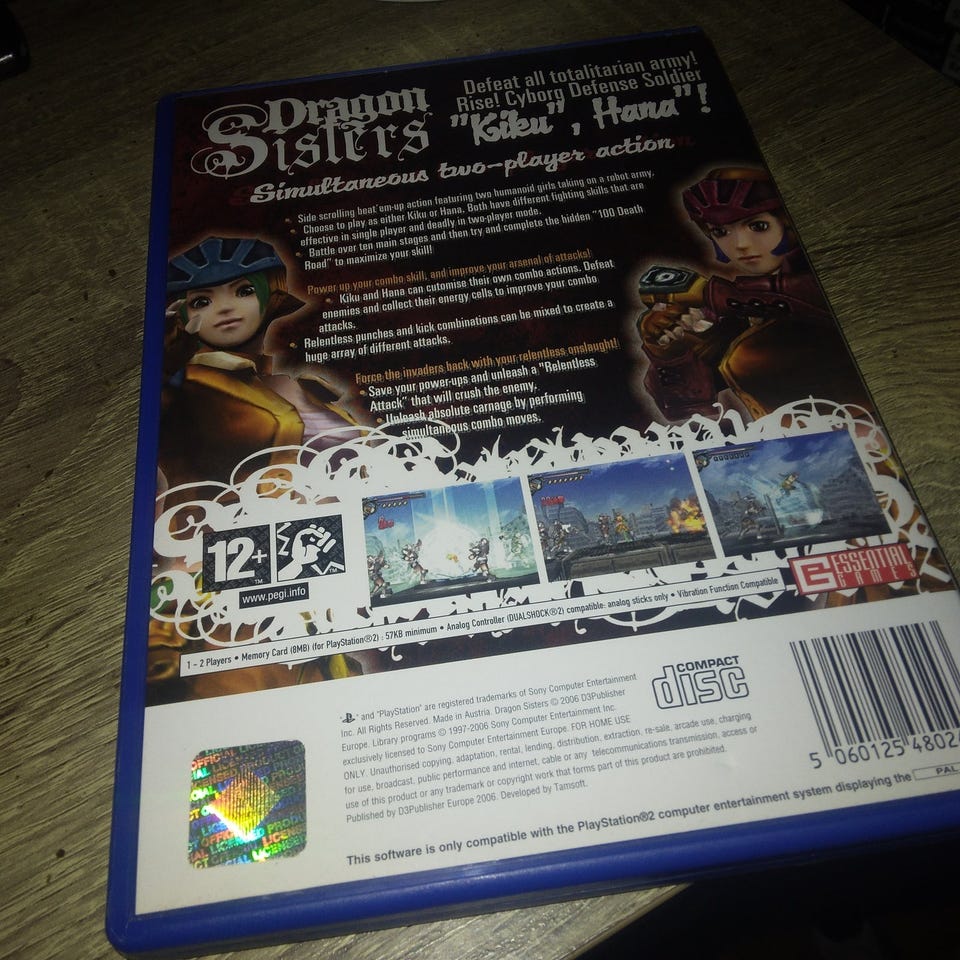 Dragon
Sisters
Defeat all totalitarian army!
Rise! Cyborg Defense Soldier
"Kiku", Hana"!
Simultaneous two-player action
• Side scrolling beat'em-up action featuring two humanoid girls taking on a robot army.
Choose to play as either Kiku or Hana. Both have different fighting skills that are
effective in single player and deadly in two-player mode.
• Battle over ten main stages and then try and complete the hidden "100 Death
Road" to maximize your skill!
Power up your combo skill, and improve your arsenal of attacks!
• Kiku and Hana can cutomise their own combo actions. Defeat
enemies and collect their energy cells to improve your combo
attacks.
• Relentless punches and kick combinations can be mixed to create a
huge array of different attacks.
Force the invaders back with your relentless onslaught!
• Save your power-ups and unleash a "Relentless
Attack" that will crush the enemy.
• Unleash absolute carnage by performing
simultaneous combo moves.
12+
™
™
www.pegi.info
ESSENTIAL
GAMES
1 - 2 Players • Memory Card (8MB) (for PlayStation®2) : 57KB minimum • Analog Controller (DUALSHOCK®2) compatible: analog sticks only • Vibration Function Compatible
COMPACT
disc
" " and "PlayStation" are registered trademarks of Sony Computer Entertainment
Inc. All Rights Reserved. Made in Austria. Dragon Sisters © 2006 D3Publisher
Europe. Library programs © 1997-2006 Sony Computer Entertainment Inc.
exclusively licensed to Sony Computer Entertainment Europe. FOR HOME USE
ONLY. Unauthorised copying, adaptation, rental, lending, distribution, extraction, re-sale, arcade use, charging
for use, broadcast, public performance and internet, cable or any telecommunications transmission, access or
use of this product or any trademark or copyright work that forms part of this product are prohibited.
Published by D3Publisher Europe 2006. Developed by Tamsoft.
5 060125 48024
This software is only compatible with the PlayStation®2 computer entertainment system displaying the PAL